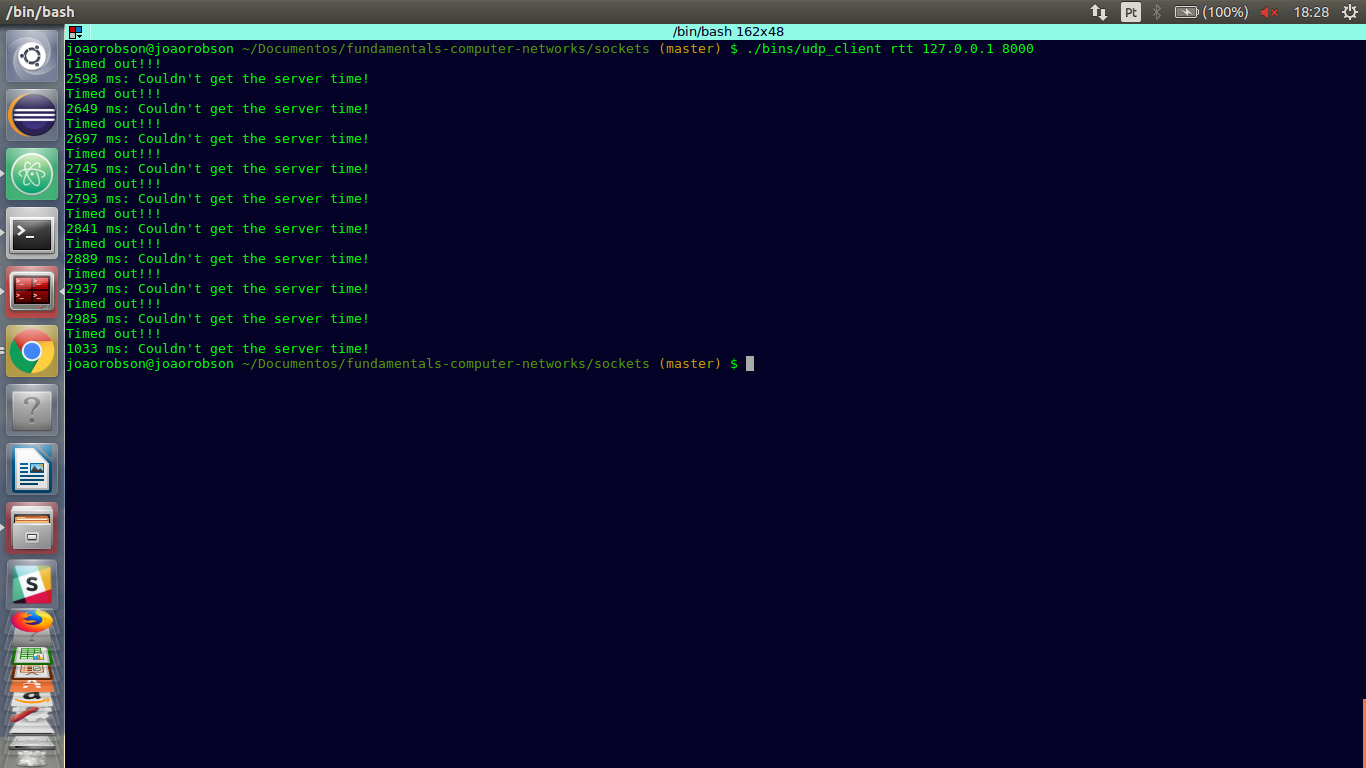 /bin/bash
Pt
(100%)
18:28
/bin/bash 162x48
joaorobson@joaorobson ~/Documentos/fundamentals-computer-networks/sockets (master) $ ./bins/udp_client rtt 127.0.0.1 8000
Timed out!!!
2598 ms: Couldn't get the server time!
Timed out!!!
2649 ms: Couldn't get the server time!
Timed out!!!
2697 ms: Couldn't get the server time!
Timed out!!!
2745 ms: Couldn't get the server time!
Timed out!!!
2793 ms: Couldn't get the server time!
Timed out!!!
2841 ms: Couldn't get the server time!
Timed out!!!
2889 ms: Couldn't get the server time!
Timed out!!!
2937 ms: Couldn't get the server time!
Timed out!!!
2985 ms: Couldn't get the server time!
Timed out!!!
1033 ms: Couldn't get the server time!
joaorobson@joaorobson ~/Documentos/fundamentals-computer-networks/sockets (master) $